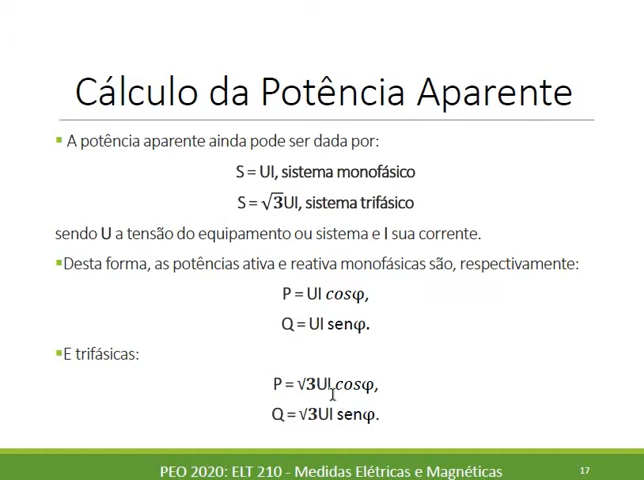 Cálculo da Potência Aparente
▪ A potência aparente ainda pode ser dada por:
S = UI, sistema monofásico
S = √3UI, sistema trifásico
sendo U a tensão do equipamento ou sistema e I sua corrente.
▪Desta forma, as potências ativa e reativa monofásicas são, respectivamente:
P = UI cosφ,
Q = UI senφ.
▪E trifásicas:
P = √3UI cosφ,
Q = √3UI senφ.
PEO 2020: ELT 210 - Medidas Elétricas e Magnéticas
17